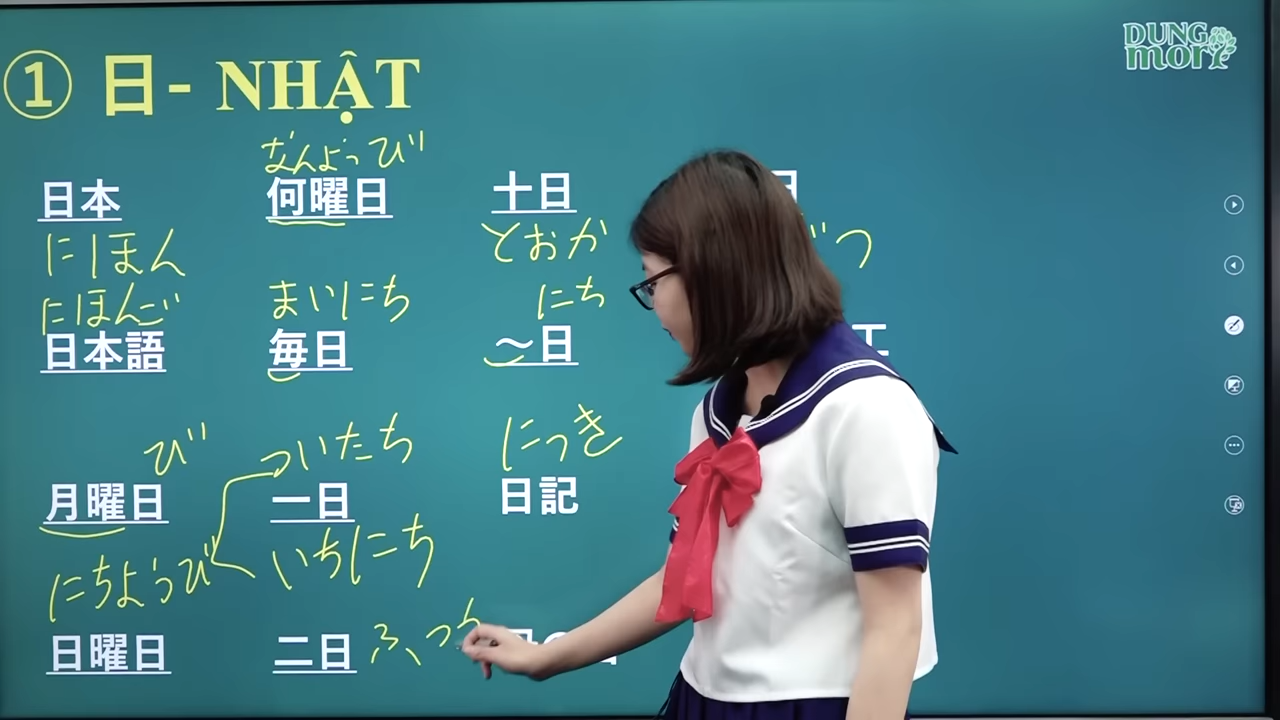 DUNG
mori
① 日- NHẬT
なんようび
日本
何曜日
十日
日
にほん
とおか
つ
にほんご
まいにち
にち
日本語
毎日
～日
工
び
ついたち
にっき
月曜日
一日
日記
にちようび
いちにち
日曜日
二日
ふつ